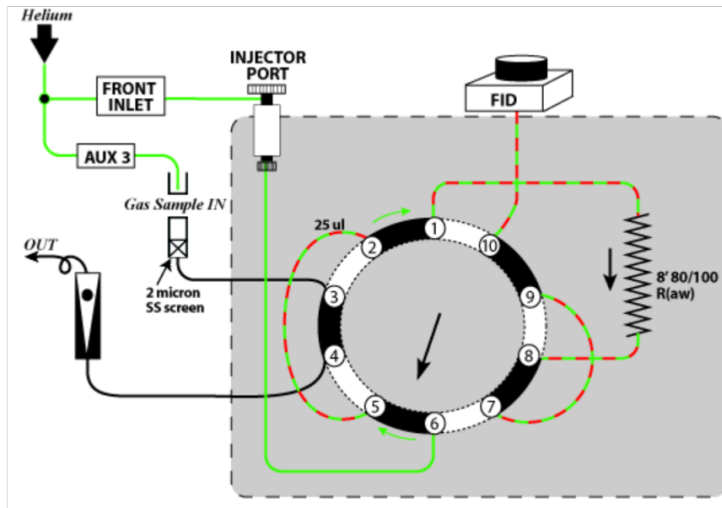 Helium
FRONT
INLET
INJECTOR
PORT
FID
AUX 3
Gas Sample IN
25 ul
OUT
2 micron
SS screen
8' 80/100
R(aw)
1
2
3
4
5
6
7
8
9
10